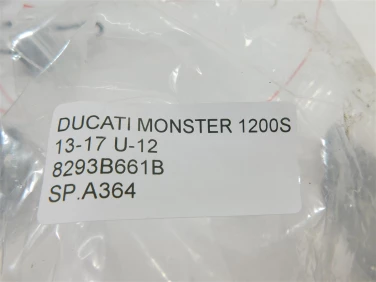 DUCATI MONSTER 1200S
13-17 U-12
8293B661B
SP.A364